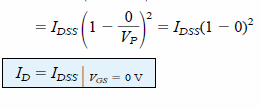 = I_DSS (1 − 0/V_P)² = I_DSS(1 − 0)²
I_D = I_DSS | V_GS = 0 V